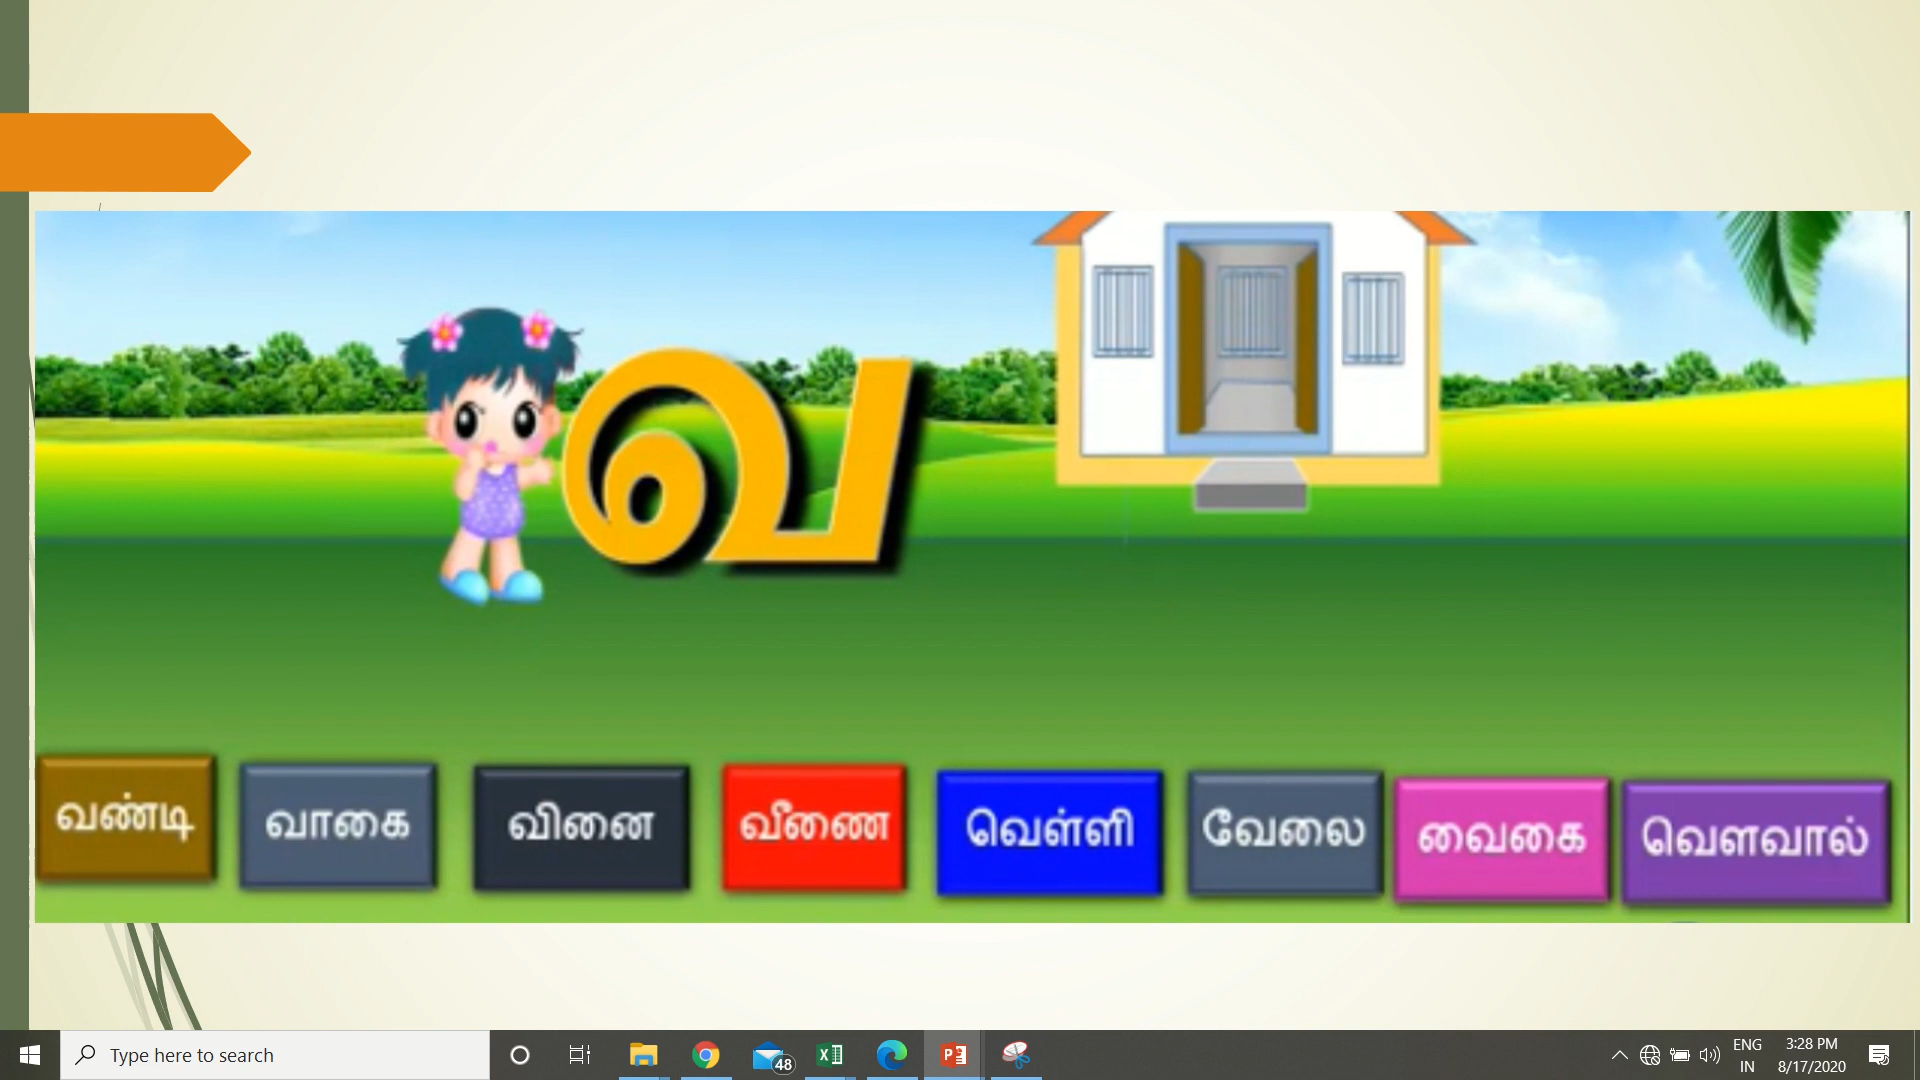 வ
வண்டி வாகை வினை வீணை வெள்ளி வேலை வைகை வௌவால்
Type here to search
48
ENG
IN
3:28 PM
8/17/2020